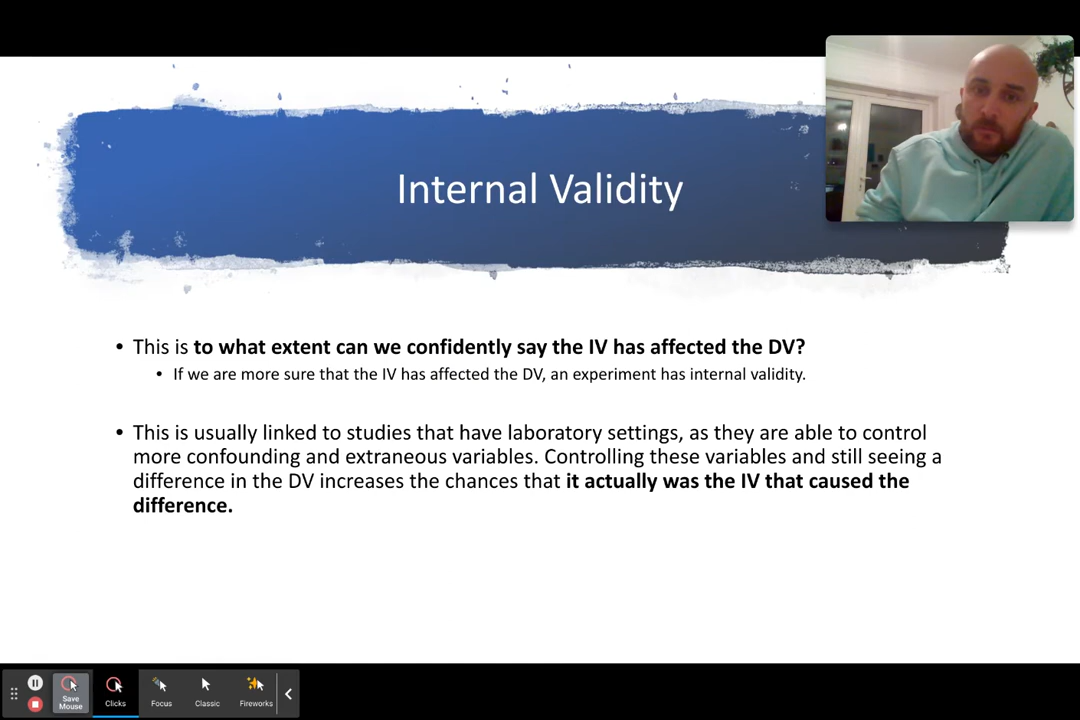 Internal Validity
• This is to what extent can we confidently say the IV has affected the DV?
• If we are more sure that the IV has affected the DV, an experiment has internal validity.
• This is usually linked to studies that have laboratory settings, as they are able to control
more confounding and extraneous variables. Controlling these variables and still seeing a
difference in the DV increases the chances that it actually was the IV that caused the
difference.
Save
Mouse
Clicks
Focus
Classic
Fireworks